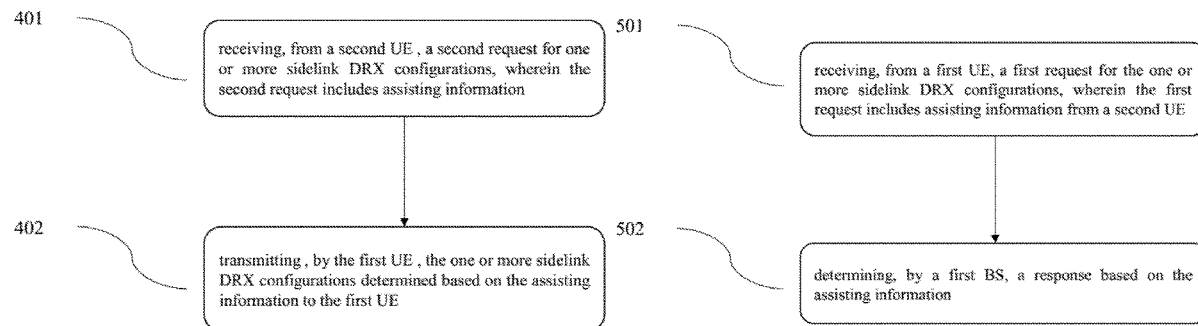 401
receiving, from a second UE , a second request for one
or more sidelink DRX configurations, wherein the
second request includes assisting information
402
transmitting , by the first UE , the one or more sidelink
DRX configurations determined based on the assisting
information to the first UE
501
receiving, from a first UE, a first request for the one or
more sidelink DRX configurations, wherein the first
request includes assisting information from a second UE
502
determining, by a first BS, a response based on the
assisting information